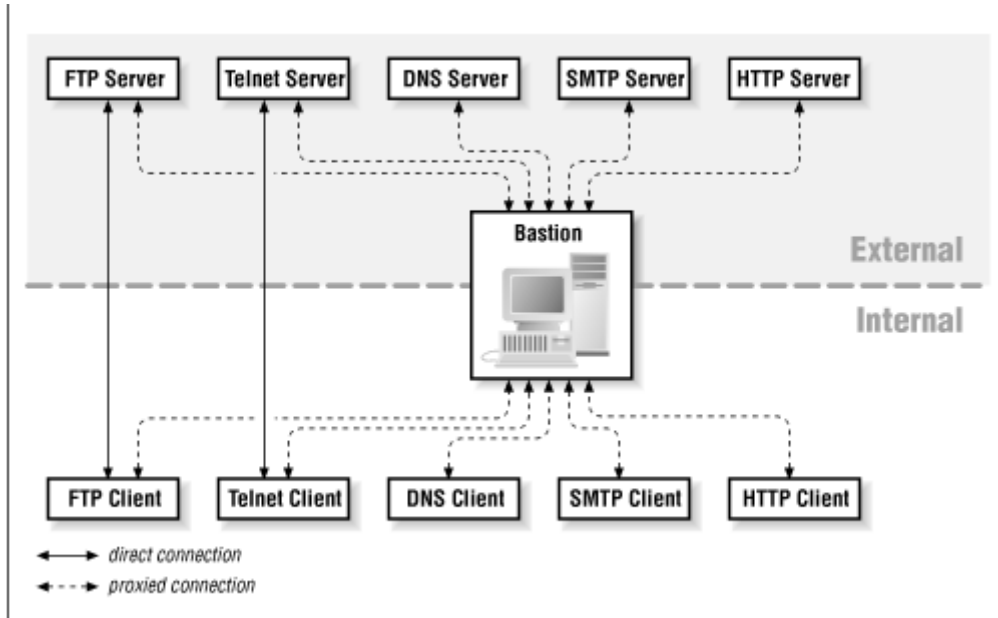 FTP Server
Telnet Server
DNS Server
SMTP Server
HTTP Server
Bastion
External
Internal
FTP Client
Telnet Client
DNS Client
SMTP Client
HTTP Client
direct connection
proxied connection